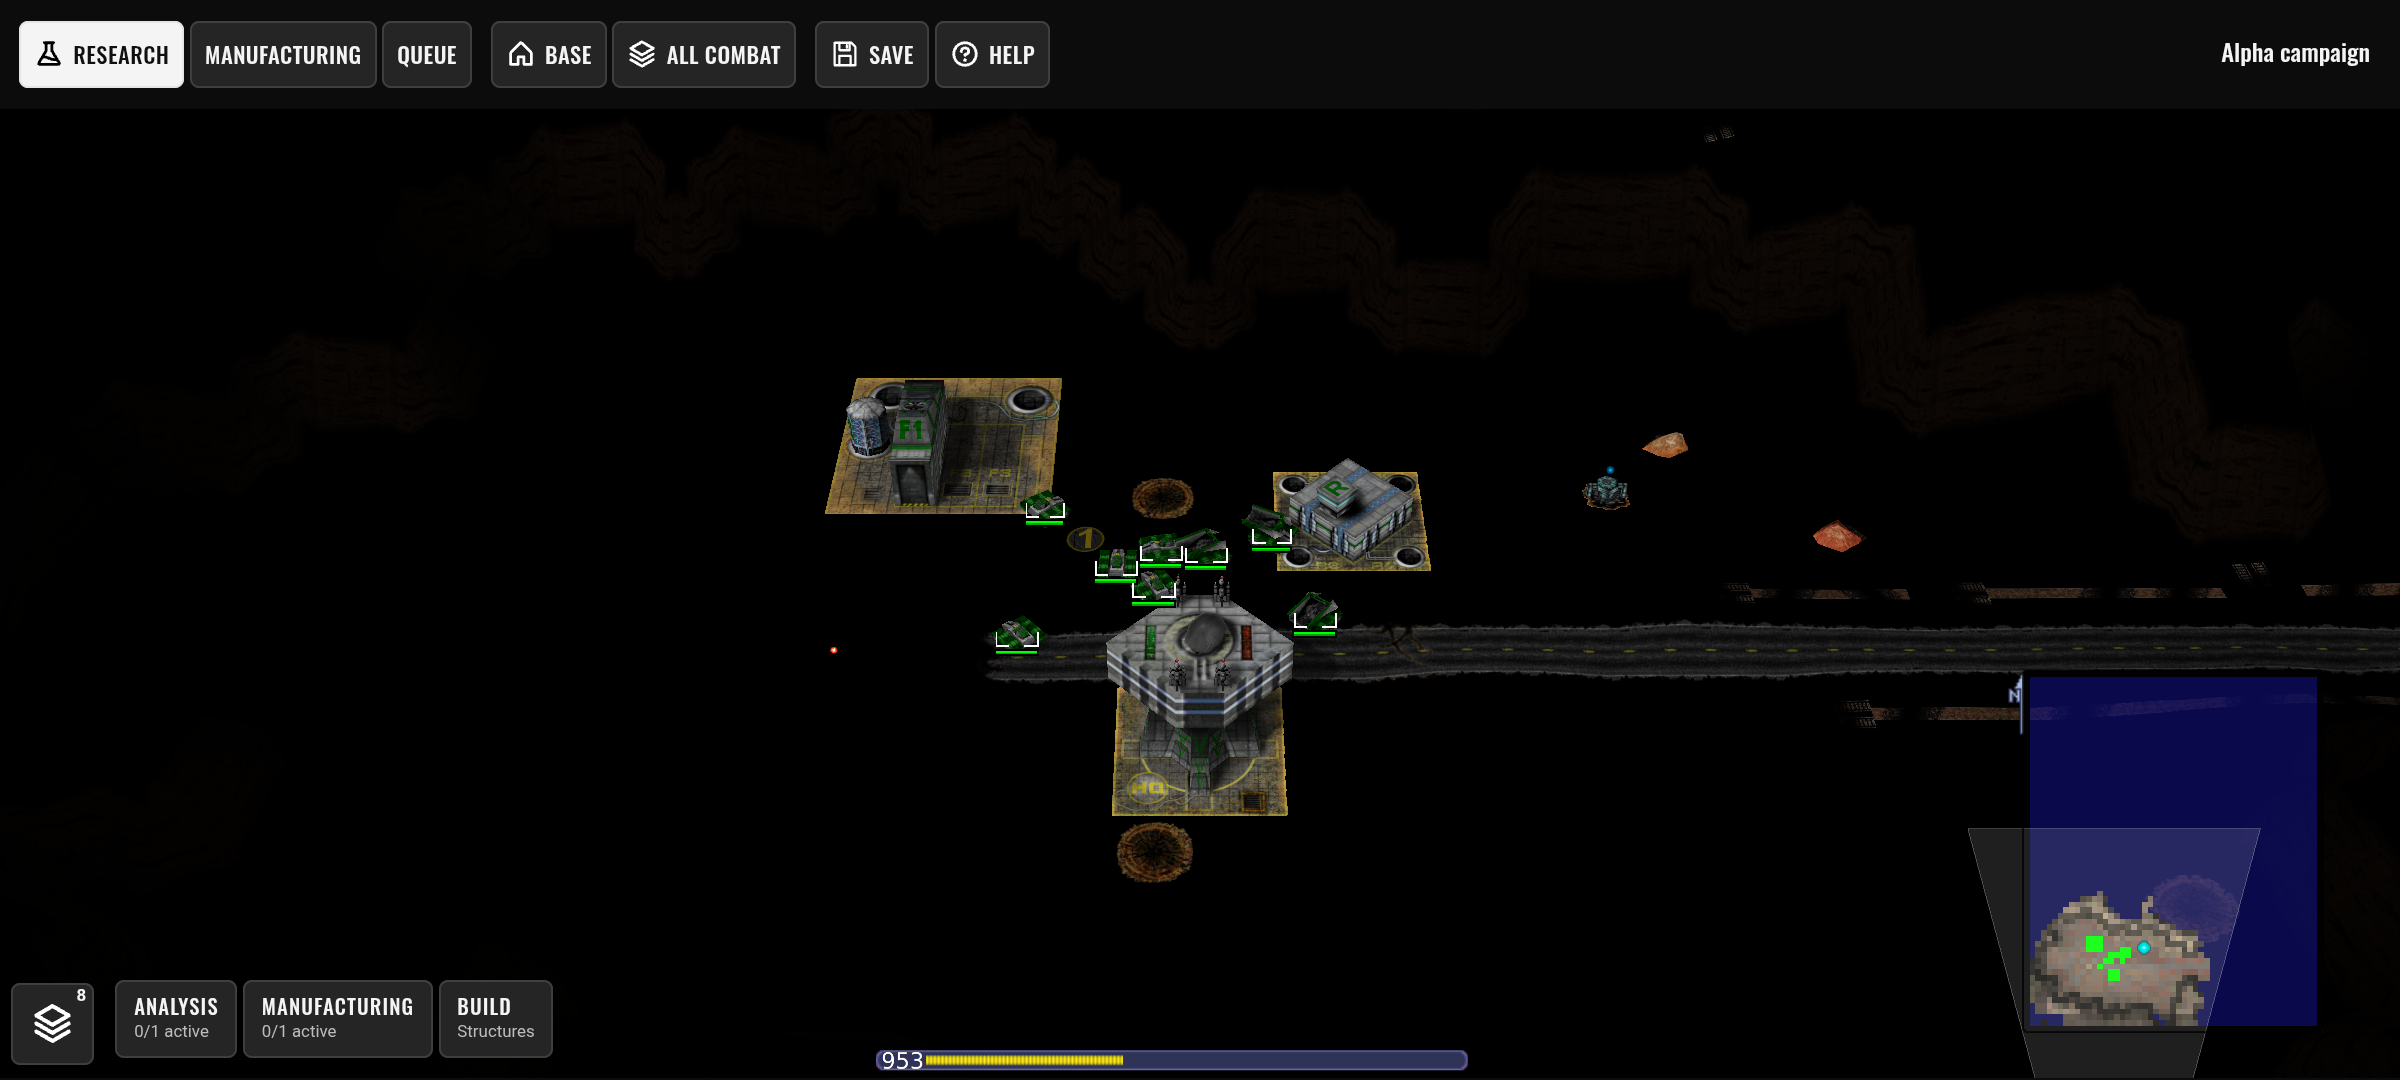 RESEARCH
MANUFACTURING
QUEUE
BASE
ALL COMBAT
SAVE
HELP
Alpha campaign
F1
R
1
HQ
N
8
ANALYSIS
0/1 active
MANUFACTURING
0/1 active
BUILD
Structures
953